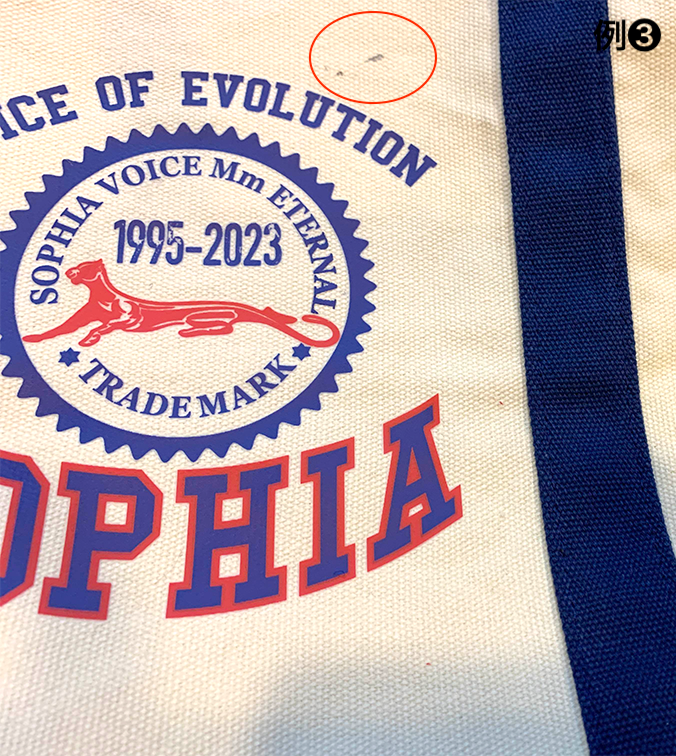 例❸
ICE OF EVOLUTION
SOPHIA VOICE Mm ETERNAL
1995-2023
TRADEMARK
OPHIA